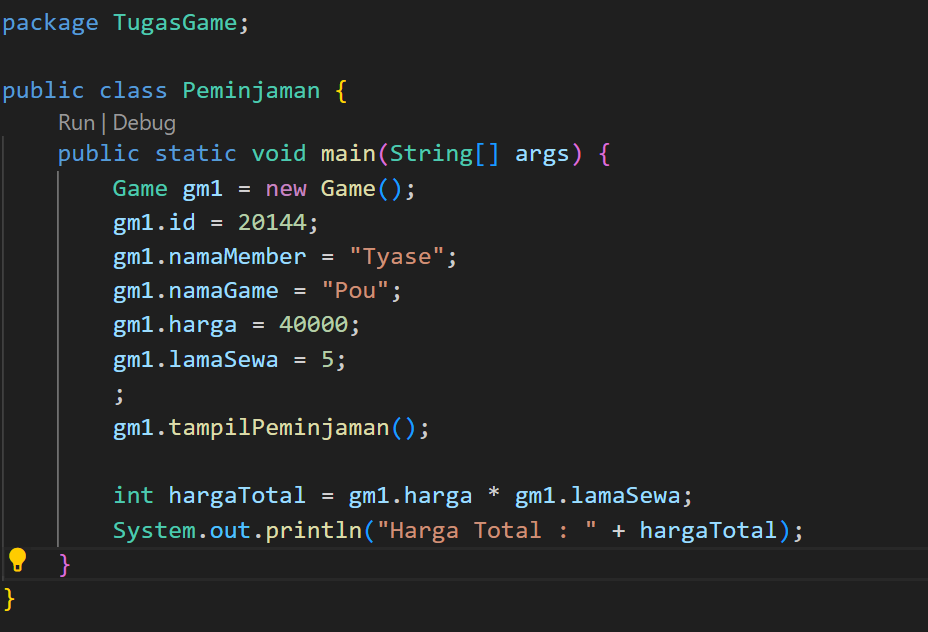 package TugasGame;
public class Peminjaman {
Run | Debug
public static void main(String[] args) {
Game gm1 = new Game();
gm1.id = 20144;
gm1.namaMember = "Tyase";
gm1.namaGame = "Pou";
gm1.harga = 40000;
gm1.lamaSewa = 5;
;
gm1.tampilPeminjaman();
int hargaTotal = gm1.harga * gm1.lamaSewa;
System.out.println("Harga Total : " + hargaTotal);
}
}